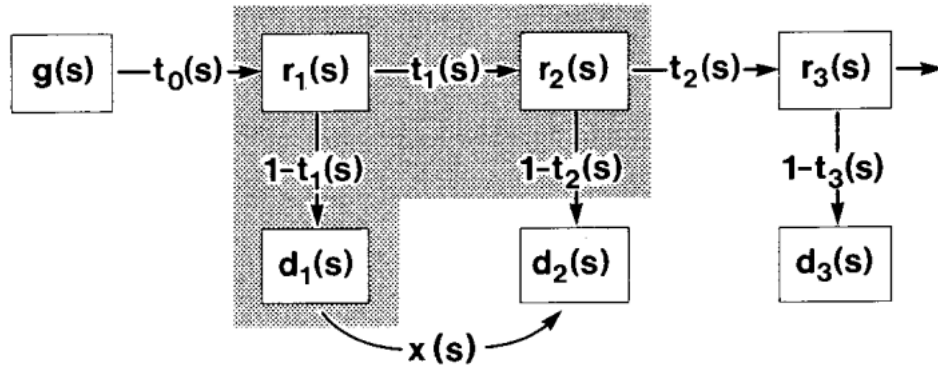 g(s) t₀(s) r₁(s) t₁(s) r₂(s) t₂(s) r₃(s)
1-t₁(s) 1-t₂(s) 1-t₃(s)
d₁(s) d₂(s) d₃(s)
x(s)